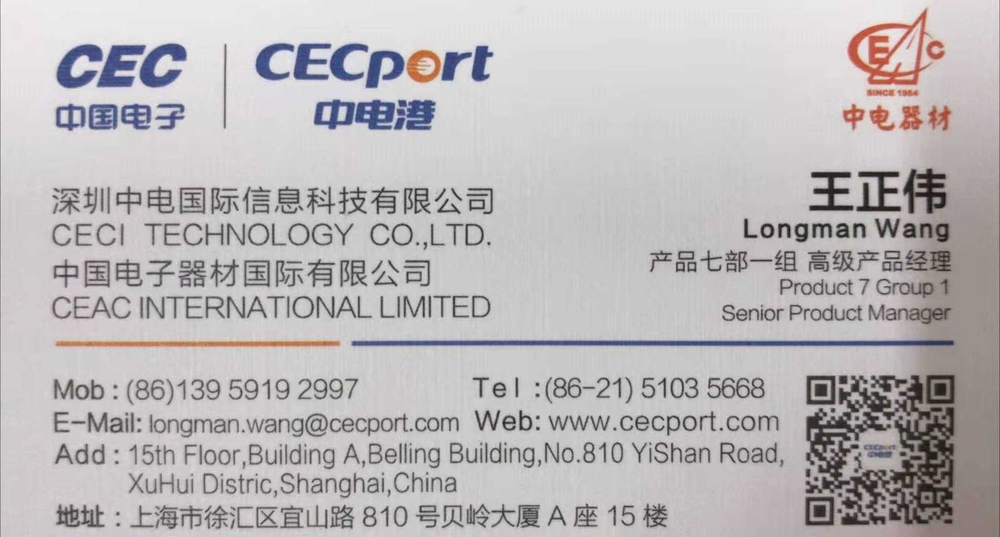 CEC
中国电子
CECport
中电港
CEAC
SINCE 1964
中电器材
深圳中电国际信息科技有限公司
CECI TECHNOLOGY CO.,LTD.
中国电子器材国际有限公司
CEAC INTERNATIONAL LIMITED
王正伟
Longman Wang
产品七部一组 高级产品经理
Product 7 Group 1
Senior Product Manager
Mob : (86)139 5919 2997
Tel :(86-21) 5103 5668
E-Mail: longman.wang@cecport.com
Web: www.cecport.com
Add : 15th Floor,Building A,Belling Building,No.810 YiShan Road,
XuHui Distric,Shanghai,China
地址 : 上海市徐汇区宜山路 810 号贝岭大厦 A 座 15 楼
CECport
中电港